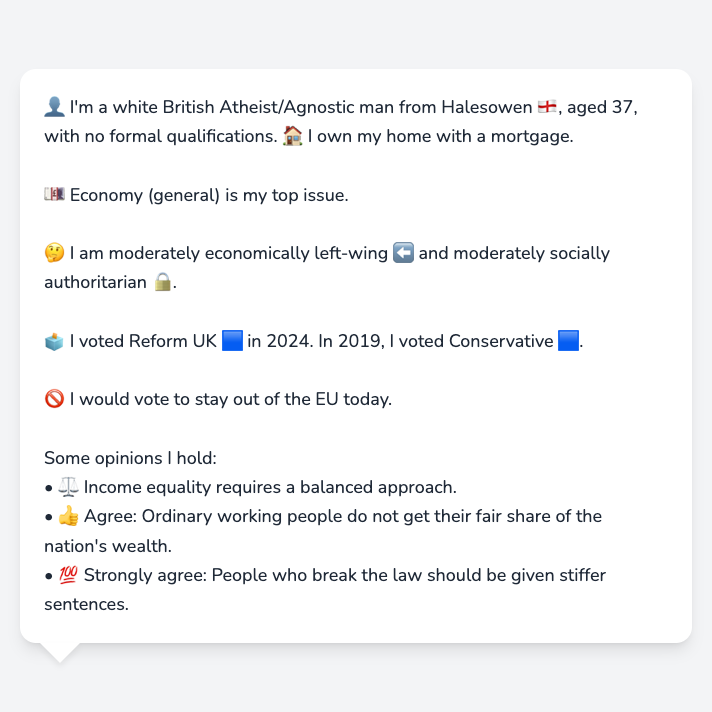 👤 I'm a white British Atheist/Agnostic man from Halesowen 🏴󠁧󠁢󠁥󠁮󠁧󠁿, aged 37,
with no formal qualifications. 🏠 I own my home with a mortgage.
💷 Economy (general) is my top issue.
🤔 I am moderately economically left-wing ⬅️ and moderately socially
authoritarian 🔒.
🗳️ I voted Reform UK 🟦 in 2024. In 2019, I voted Conservative 🟦.
🚫 I would vote to stay out of the EU today.
Some opinions I hold:
• ⚖️ Income equality requires a balanced approach.
• 👍 Agree: Ordinary working people do not get their fair share of the
nation's wealth.
• 💯 Strongly agree: People who break the law should be given stiffer
sentences.